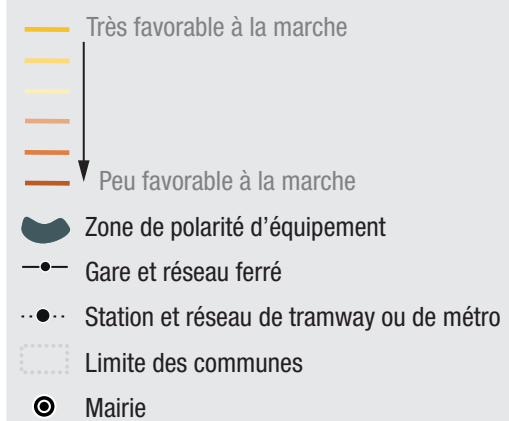 Très favorable à la marche
Peu favorable à la marche
Zone de polarité d’équipement
Gare et réseau ferré
Station et réseau de tramway ou de métro
Limite des communes
Mairie